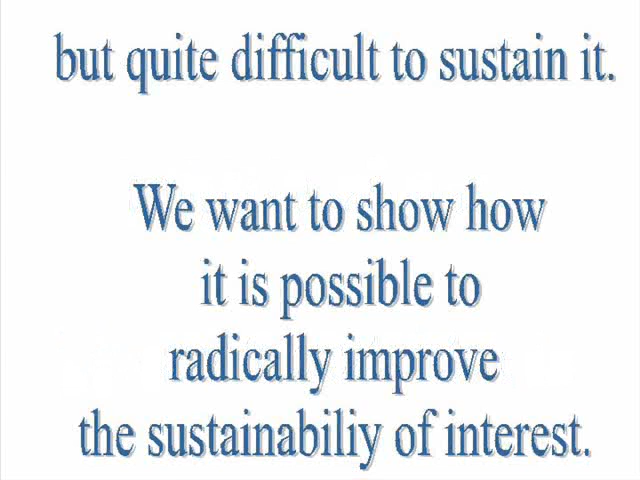 but quite difficult to sustain it.
We want to show how
it is possible to
radically improve
the sustainabiliy of interest.